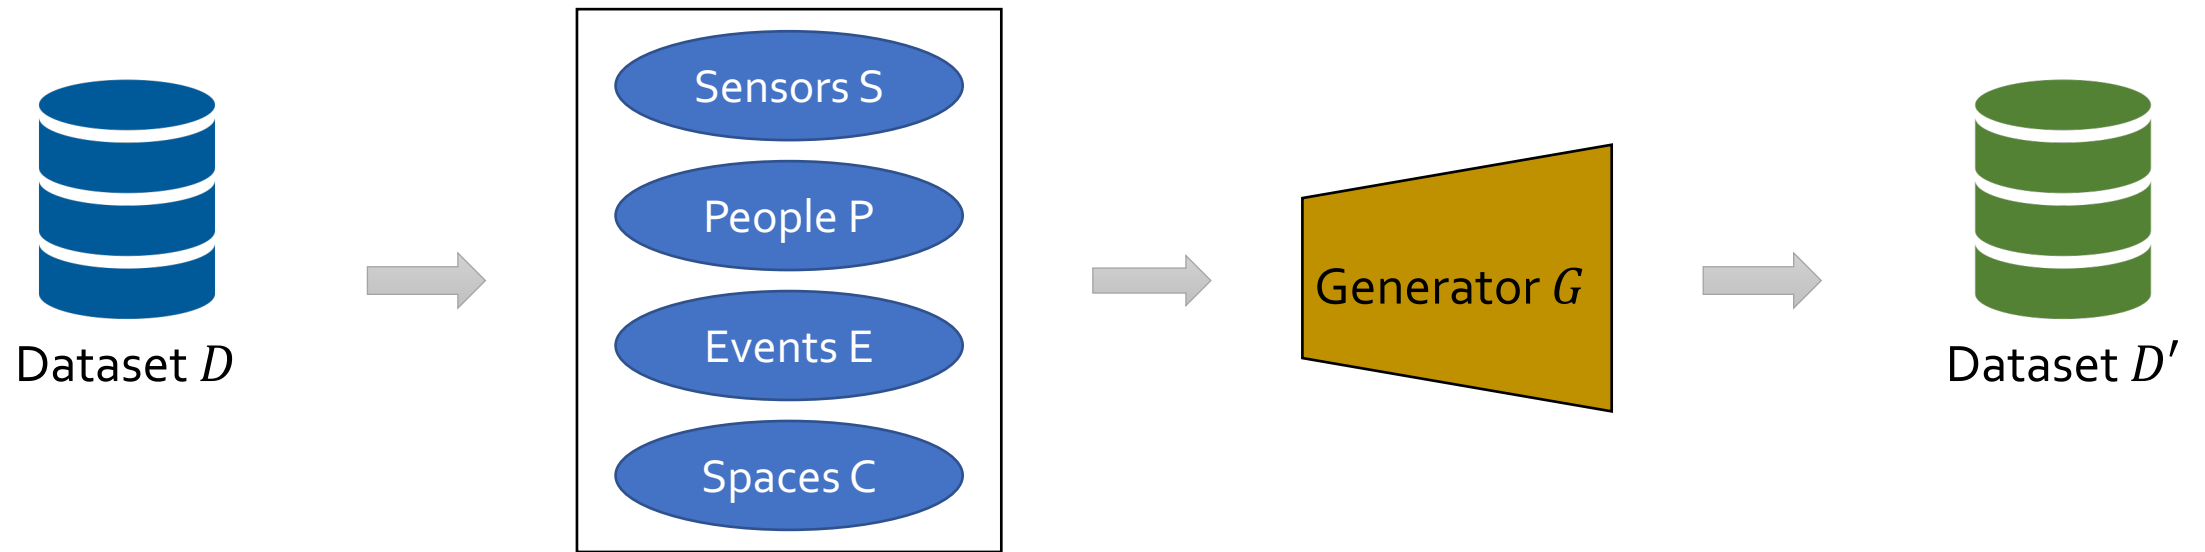 Dataset D
Sensors S
People P
Events E
Spaces C
Generator G
Dataset D′